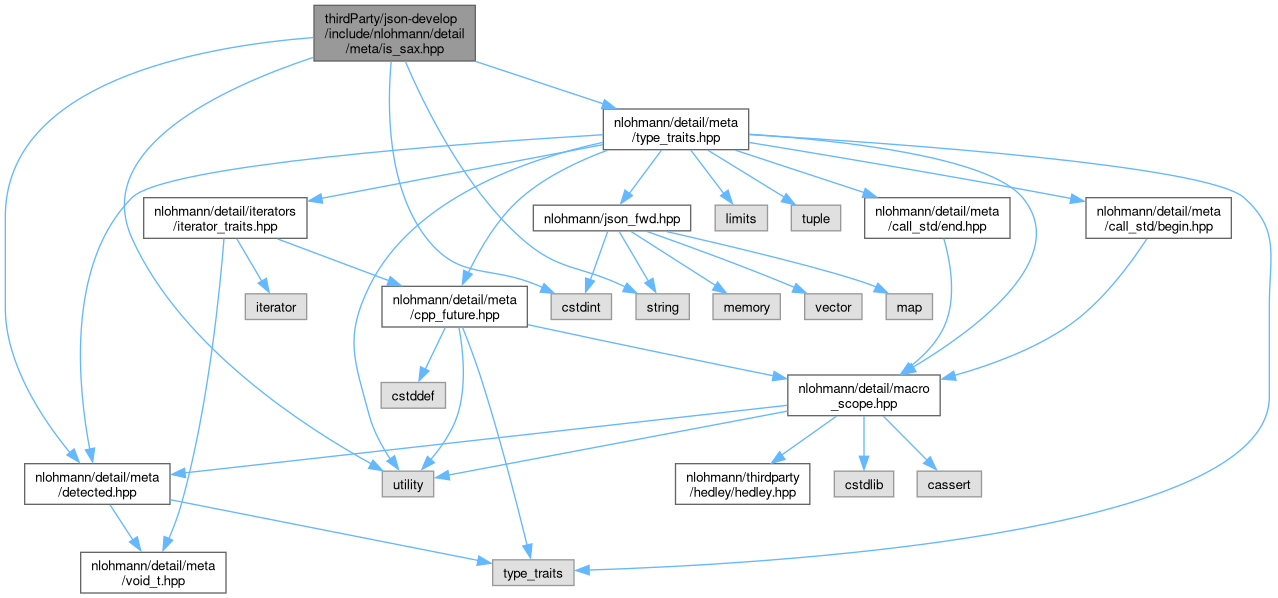 thirdParty/json-develop
/include/nlohmann/detail
/meta/is_sax.hpp
nlohmann/detail/meta
/type_traits.hpp
nlohmann/detail/iterators
/iterator_traits.hpp
nlohmann/json_fwd.hpp
limits
tuple
nlohmann/detail/meta
/call_std/end.hpp
nlohmann/detail/meta
/call_std/begin.hpp
iterator
nlohmann/detail/meta
/cpp_future.hpp
cstdint
string
memory
vector
map
cstddef
nlohmann/detail/macro
_scope.hpp
nlohmann/detail/meta
/detected.hpp
utility
nlohmann/thirdparty
/hedley/hedley.hpp
cstdlib
cassert
nlohmann/detail/meta
/void_t.hpp
type_traits